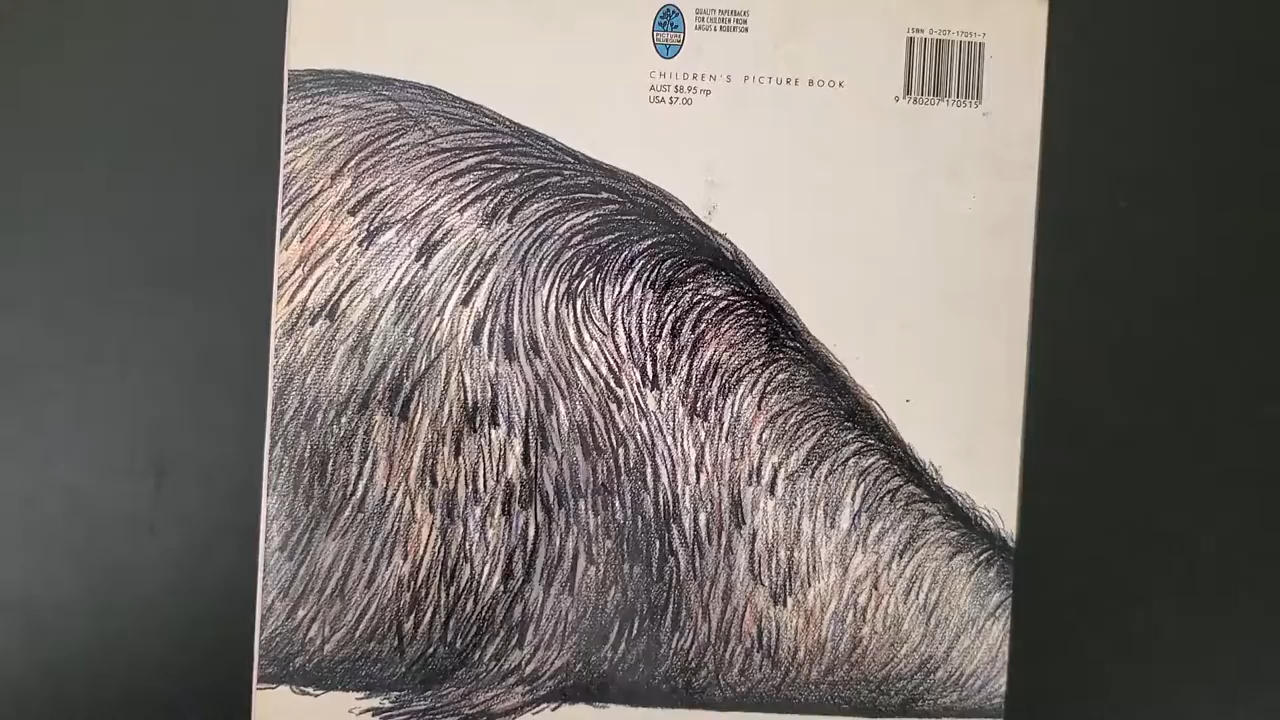 QUALITY PAPERBACKS
FOR CHILDREN FROM
ANGUS & ROBERTSON
PICTURE
BLUEGUM
CHILDREN'S PICTURE BOOK
AUST $8.95 rrp
USA $7.00
ISBN 0-207-17051-7
9 780207 170515